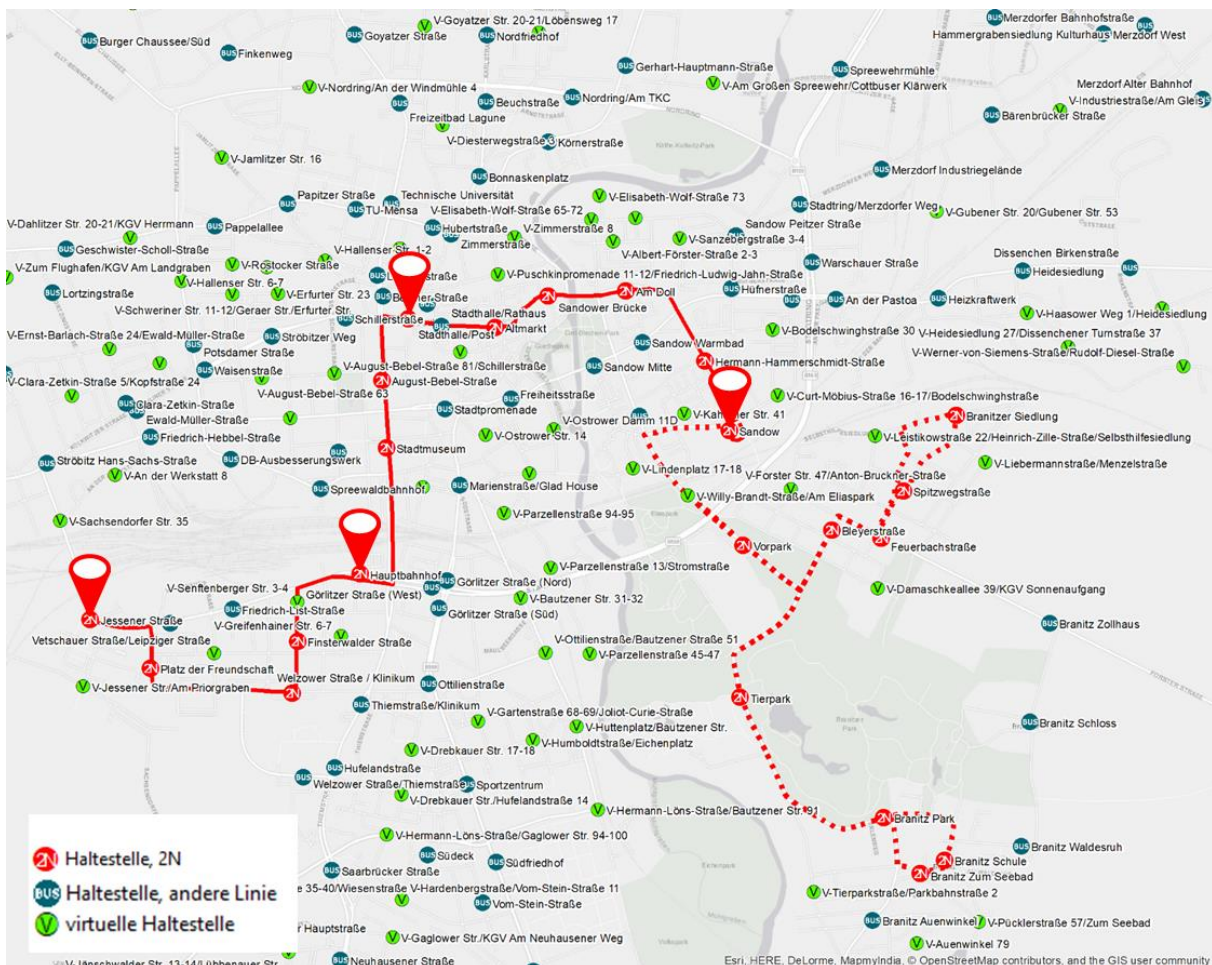 V-Goyatzer Str. 20-21/Löbensweg 17
Merzdorfer Bahnhofstraße
Burger Chaussee/Süd
Goyatzer Straße
Nordfriedhof
Hammergrabensiedlung Kulturhaus
Merzdorf West
Finkenweg
Gerhart-Hauptmann-Straße
Spreewehrmühle
V-Nordring/An der Windmühle 4
V-Am Großen Spreewehr/Cottbuser Klärwerk
Merzdorf Alter Bahnhof
Beuchstraße
Nordring/Am TKC
V-Industriestraße/Am Gleis
Freizeitbad Lagune
Bärenbrücker Straße
V-Diesterwegstraße 3
Körnerstraße
V-Jamlitzer Str. 16
Bonnaskenplatz
Merzdorf Industriegelände
Papitzer Straße
Technische Universität
V-Elisabeth-Wolf-Straße 73
TU-Mensa
V-Elisabeth-Wolf-Straße 65-72
Stadtring/Merzdorfer Weg
V-Gubener Str. 20/Gubener Str. 53
V-Dahlitzer Str. 20-21/KGV Herrmann
Pappelallee
Hubertstraße
V-Zimmerstraße 8
Sandow Peitzer Straße
V-Sanzebergstraße 3-4
Zimmerstraße
Geschwister-Scholl-Straße
V-Hallenser Str. 1-2
V-Albert-Förster-Straße 2-3
Dissenchen Birkenstraße
V-Zum Flughafen/KGV Am Landgraben
V-Rostocker Straße
Warschauer Straße
Heidesiedlung
V-Puschkinpromenade 11-12/Friedrich-Ludwig-Jahn-Straße
V-Hallenser Str. 6-7
Lortzingstraße
V-Erfurter Str. 23
Am Doll
Hüfnerstraße
An der Pastoa
Heizkraftwerk
V-Schweriner Str. 11-12/Geraer Str./Erfurter Str.
Sandower Brücke
V-Haasower Weg 1/Heidesiedlung
Schillerstraße
Stadthalle/Rathaus
Altmarkt
Stadthalle/Post
V-Bodelschwinghstraße 30
V-Heidesiedlung 27/Dissenchener Turnstraße 37
V-Ernst-Barlach-Straße 24/Ewald-Müller-Straße
Ströbitzer Weg
Sandow Warmbad
Potsdamer Straße
V-Werner-von-Siemens-Straße/Rudolf-Diesel-Straße
Waisenstraße
V-August-Bebel-Straße 81/Schillerstraße
Sandow Mitte
Hermann-Hammerschmidt-Straße
V-Clara-Zetkin-Straße 5/Kopfstraße 24
August-Bebel-Straße
V-August-Bebel-Straße 63
Freiheitsstraße
V-Curt-Möbius-Straße 16-17/Bodelschwinghstraße
Clara-Zetkin-Straße
Stadtpromenade
Ewald-Müller-Straße
V-Ostrower Damm 11D
Branitzer Siedlung
Friedrich-Hebbel-Straße
V-Ostrower Str. 14
Sandow
V-Leistikowstraße 22/Heinrich-Zille-Straße/Selbsthilfesiedlung
Stadtmuseum
Ströbitz Hans-Sachs-Straße
DB-Ausbesserungswerk
V-Lindenplatz 17-18
V-Liebermannstraße/Menzelstraße
V-An der Werkstatt 8
V-Forster Str. 47/Anton-Bruckner-Straße
Spreewaldbahnhof
Marienstraße/Glad House
Spitzwegstraße
V-Willy-Brandt-Straße/Am Eliaspark
V-Parzellenstraße 94-95
V-Sachsendorfer Str. 35
Bleyerstraße
Feuerbachstraße
Vorpark
V-Parzellenstraße 13/Stromstraße
Hauptbahnhof
Görlitzer Straße (Nord)
V-Senftenberger Str. 3-4
Görlitzer Straße (West)
V-Damaschkeallee 39/KGV Sonnenaufgang
V-Bautzener Str. 31-32
Friedrich-List-Straße
Görlitzer Straße (Süd)
Jessener Straße
V-Greifenhainer Str. 6-7
Branitz Zollhaus
Vetschauer Straße/Leipziger Straße
Finsterwalder Straße
V-Ottilienstraße/Bautzener Straße 51
V-Parzellenstraße 45-47
Platz der Freundschaft
Welzower Straße / Klinikum
Ottilienstraße
V-Jessener Str./Am Priorgraben
Tierpark
Thiemstraße/Klinikum
V-Gartenstraße 68-69/Joliot-Curie-Straße
Branitz Schloss
V-Huttenplatz/Bautzener Str.
V-Humboldtstraße/Eichenplatz
V-Drebkauer Str. 17-18
Hufelandstraße
Welzower Straße/Thiemstraße
Sportzentrum
V-Drebkauer Str./Hufelandstraße 14
V-Hermann-Löns-Straße/Bautzener Str. 91
Branitz Park
V-Hermann-Löns-Straße/Gaglower Str. 94-100
Branitz Waldesruh
Südeck
Südfriedhof
Branitz Schule
Saarbrücker Straße
Branitz Zum Seebad
2N Haltestelle, 2N
BUS Haltestelle, andere Linie
V virtuelle Haltestelle
35-40/Wiesenstraße
V-Hardenbergstraße/Vom-Stein-Straße 11
V-Tierparkstraße/Parkbahnstraße 2
Vom-Stein-Straße
Branitz Auenwinkel
V-Pücklerstraße 57/Zum Seebad
Hauptstraße
V-Gaglower Str./KGV Am Neuhausener Weg
V-Auenwinkel 79
Neuhausener Straße
V-Jänschwalder Str. 13-14/Lübbenauer Str.
Esri, HERE, DeLorme, MapmyIndia, © OpenStreetMap contributors, and the GIS user community